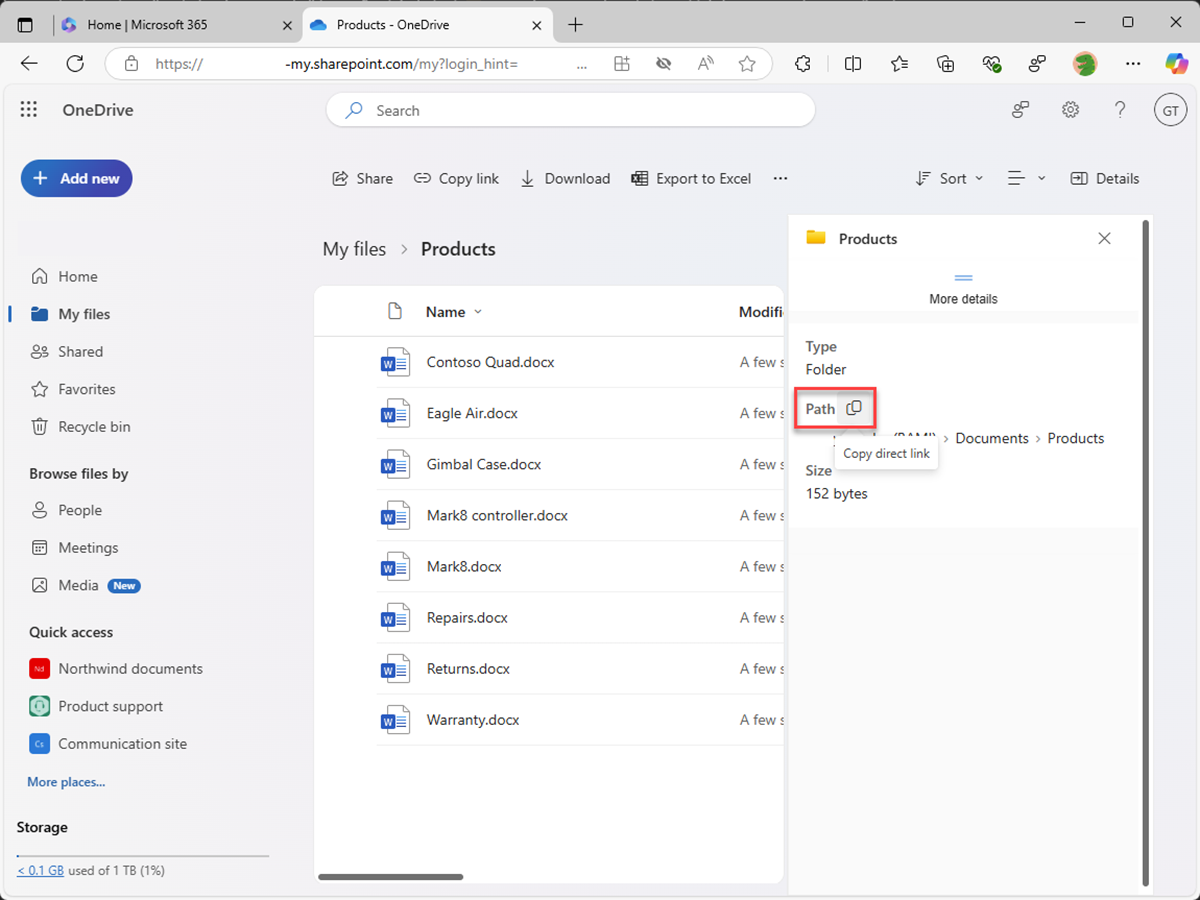 Home | Microsoft 365
Products - OneDrive
https://
-my.sharepoint.com/my?login_hint=
...
OneDrive
Search
GT
Add new
Share
Copy link
Download
Export to Excel
Sort
Details
Home
My files
Shared
Favorites
Recycle bin
Browse files by
People
Meetings
Media New
Quick access
Nd Northwind documents
Product support
Cs Communication site
More places...
Storage
< 0.1 GB used of 1 TB (1%)
My files > Products
Name
Modifi
Contoso Quad.docx
A few s
Eagle Air.docx
A few s
Gimbal Case.docx
A few s
Mark8 controller.docx
A few s
Mark8.docx
A few s
Repairs.docx
A few s
Returns.docx
A few s
Warranty.docx
A few s
Products
More details
Type
Folder
Path
> Documents > Products
Copy direct link
Size
152 bytes